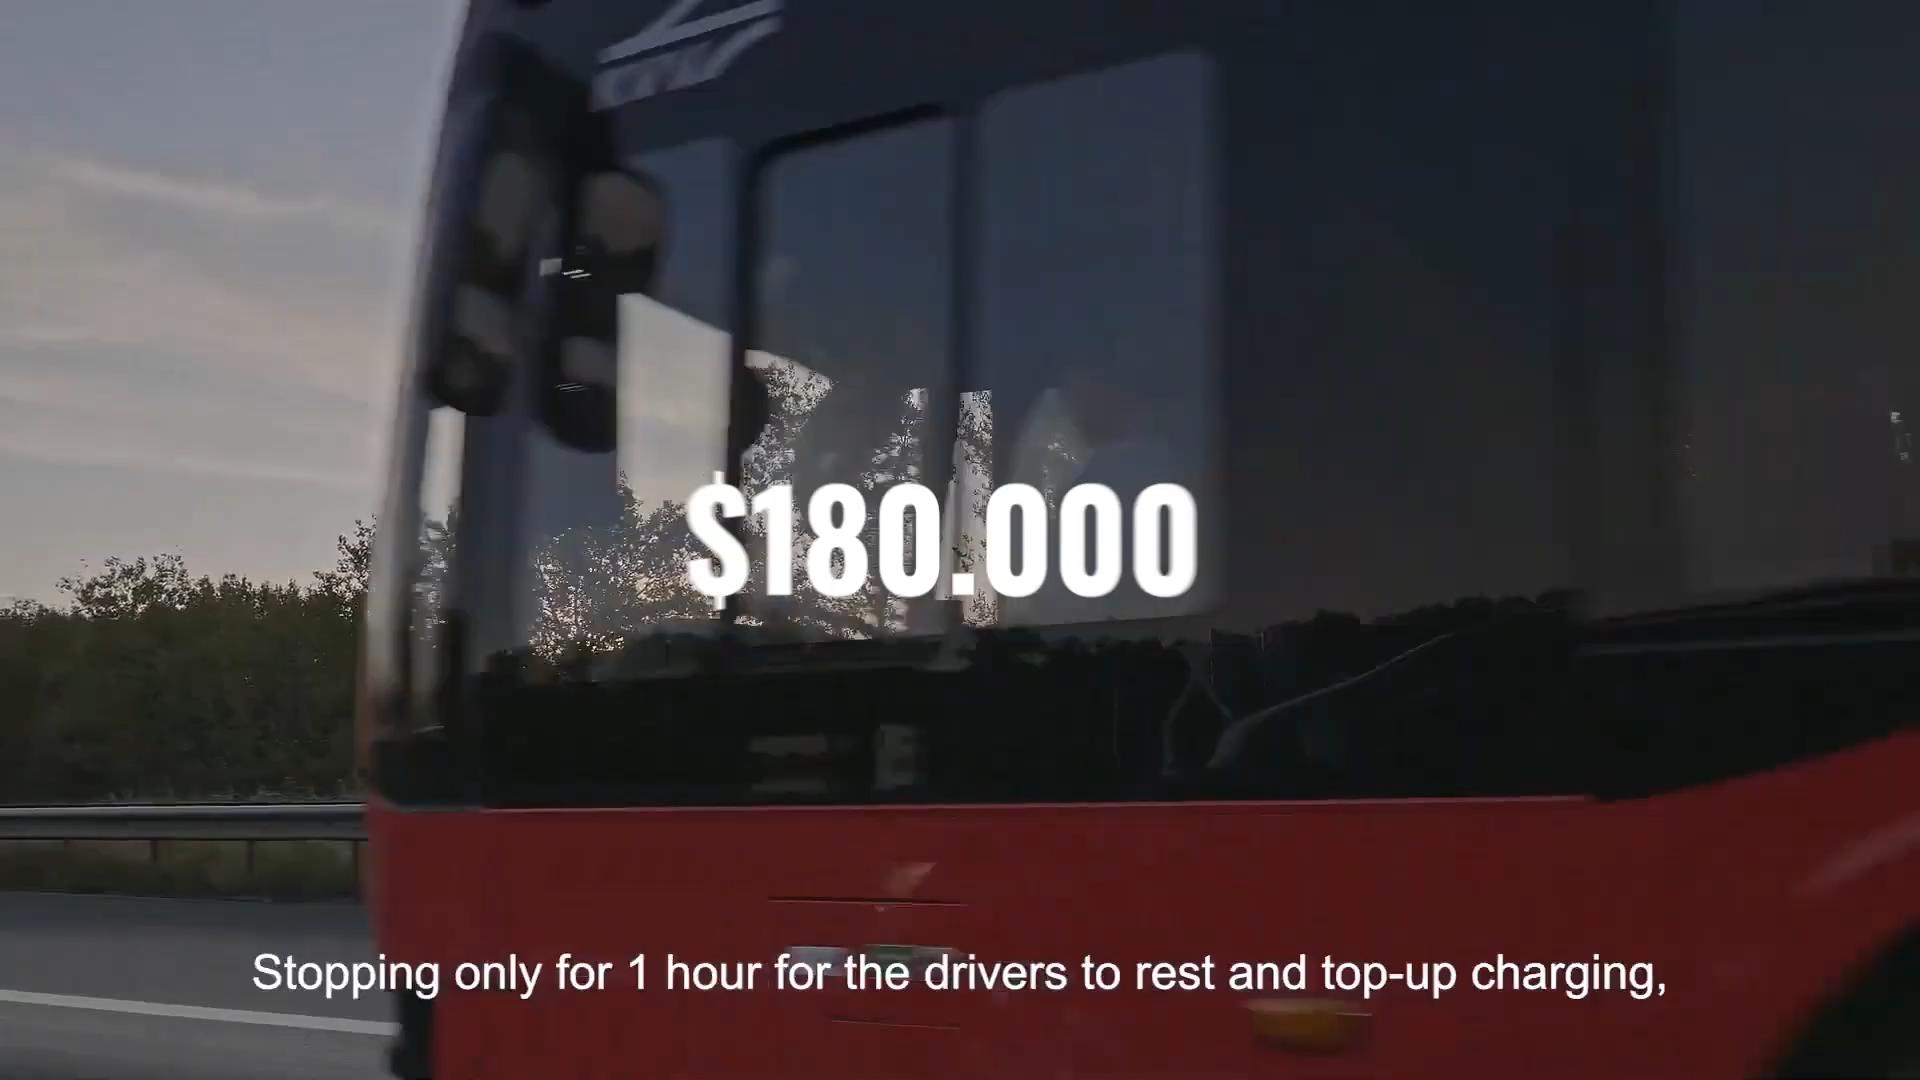 $180.000
Stopping only for 1 hour for the drivers to rest and top-up charging,